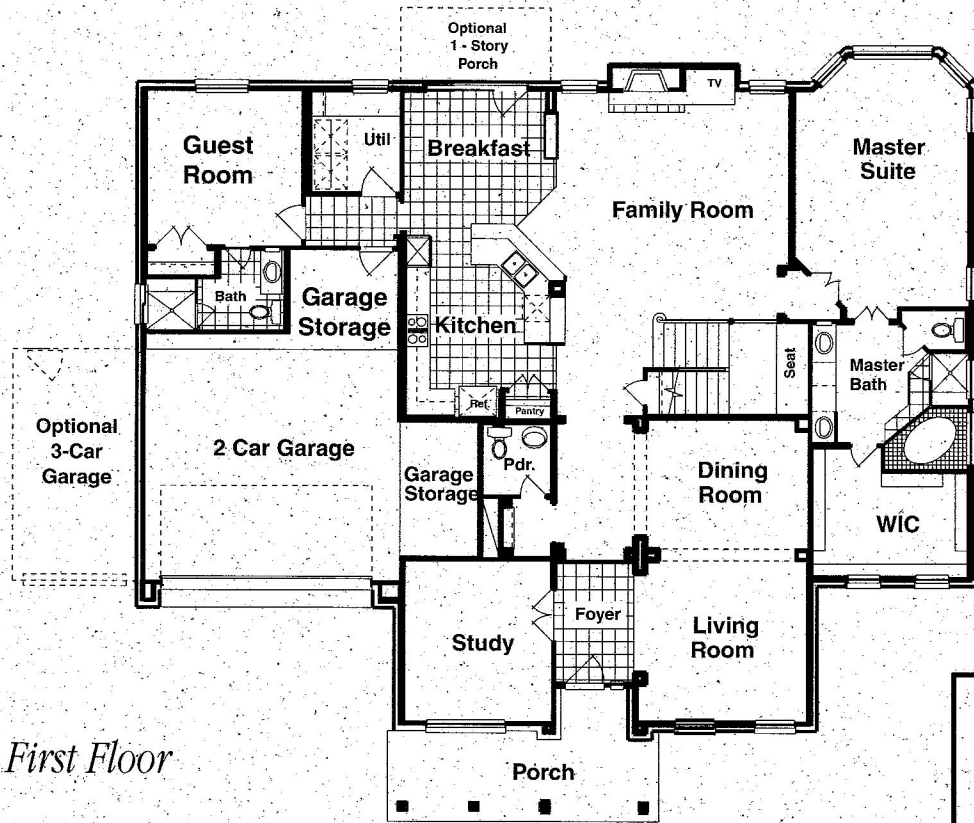 Optional
1 - Story
Porch
TV
Guest
Room
Util
Breakfast
Master
Suite
Family Room
Bath
Garage
Storage
Kitchen
Seat
Master
Bath
Ref.
Pantry
Optional
3-Car
Garage
2 Car Garage
Garage
Storage
Pdr.
Dining
Room
WIC
Study
Foyer
Living
Room
First Floor
Porch